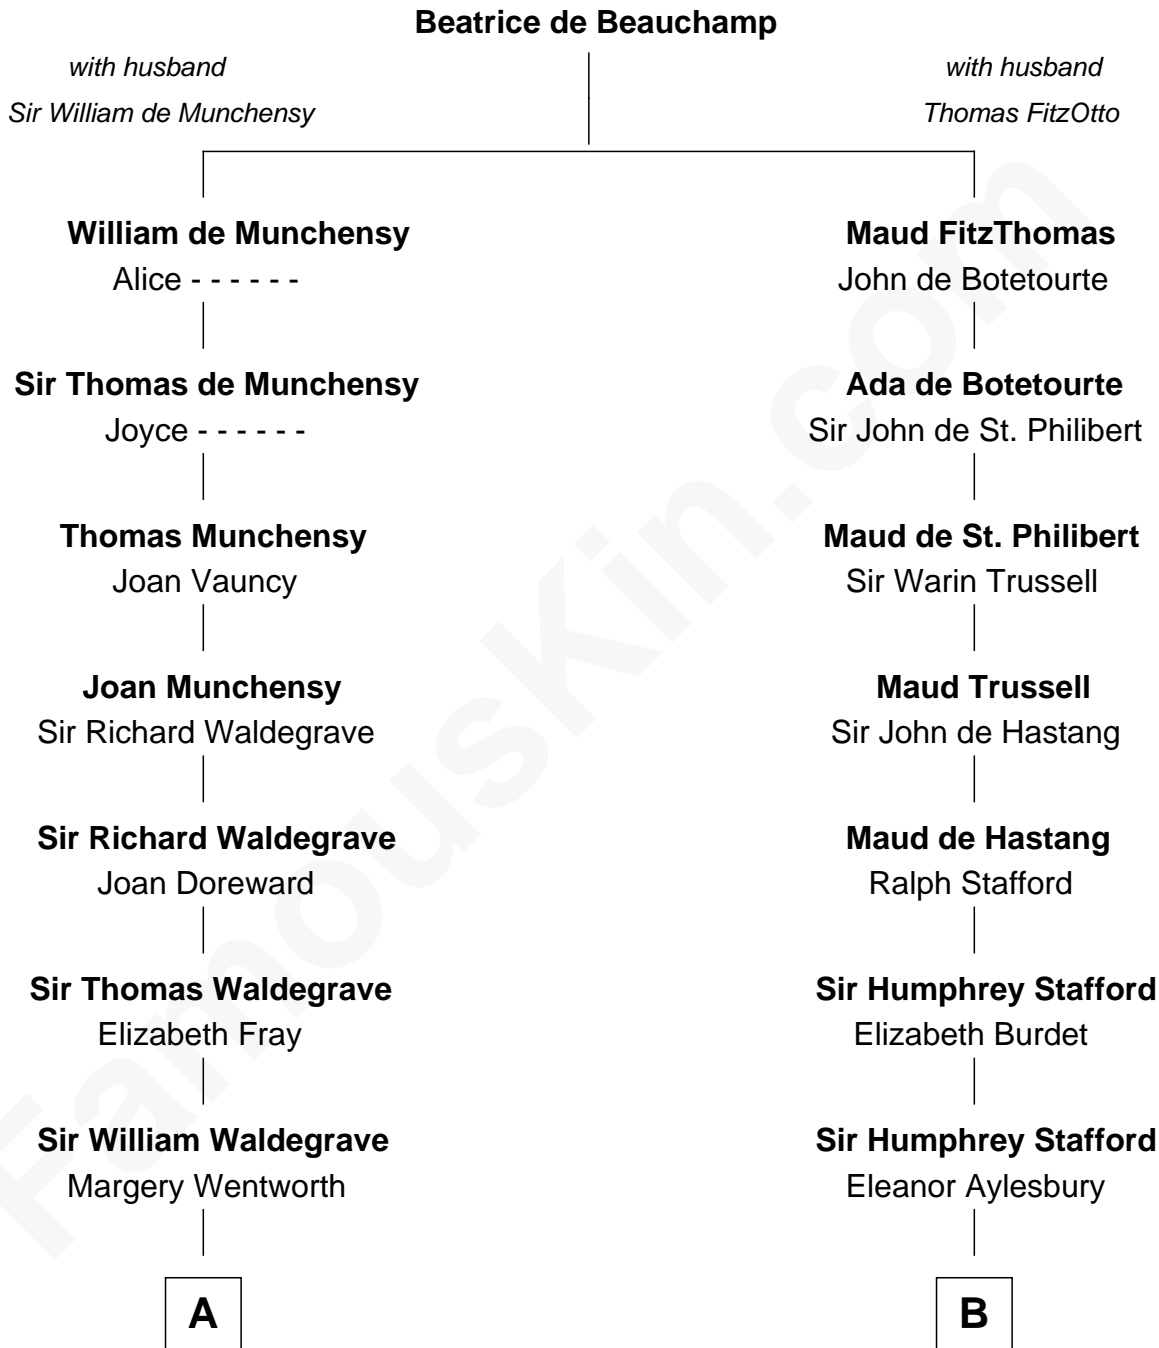 Beatrice de Beauchamp
with husband
Sir William de Munchensy
with husband
Thomas FitzOtto
William de Munchensy
Alice - - - - - -
Maud FitzThomas
John de Botetourte
Sir Thomas de Munchensy
Joyce - - - - - -
Ada de Botetourte
Sir John de St. Philibert
Thomas Munchensy
Joan Vauncy
Maud de St. Philibert
Sir Warin Trussell
Joan Munchensy
Sir Richard Waldegrave
Maud Trussell
Sir John de Hastang
Sir Richard Waldegrave
Joan Doreward
Maud de Hastang
Ralph Stafford
Sir Thomas Waldegrave
Elizabeth Fray
Sir Humphrey Stafford
Elizabeth Burdet
Sir William Waldegrave
Margery Wentworth
Sir Humphrey Stafford
Eleanor Aylesbury
A
B
FamousKin.com